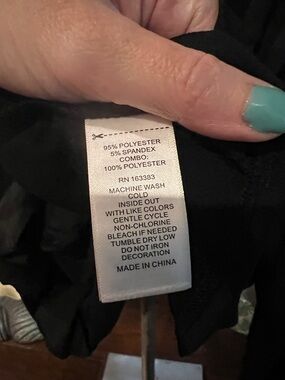 95% POLYESTER
5% SPANDEX
COMBO:
100% POLYESTER
RN 163383
MACHINE WASH
COLD
INSIDE OUT
WITH LIKE COLORS
GENTLE CYCLE
NON-CHLORINE
BLEACH IF NEEDED
TUMBLE DRY LOW
DO NOT IRON
DECORATION
MADE IN CHINA